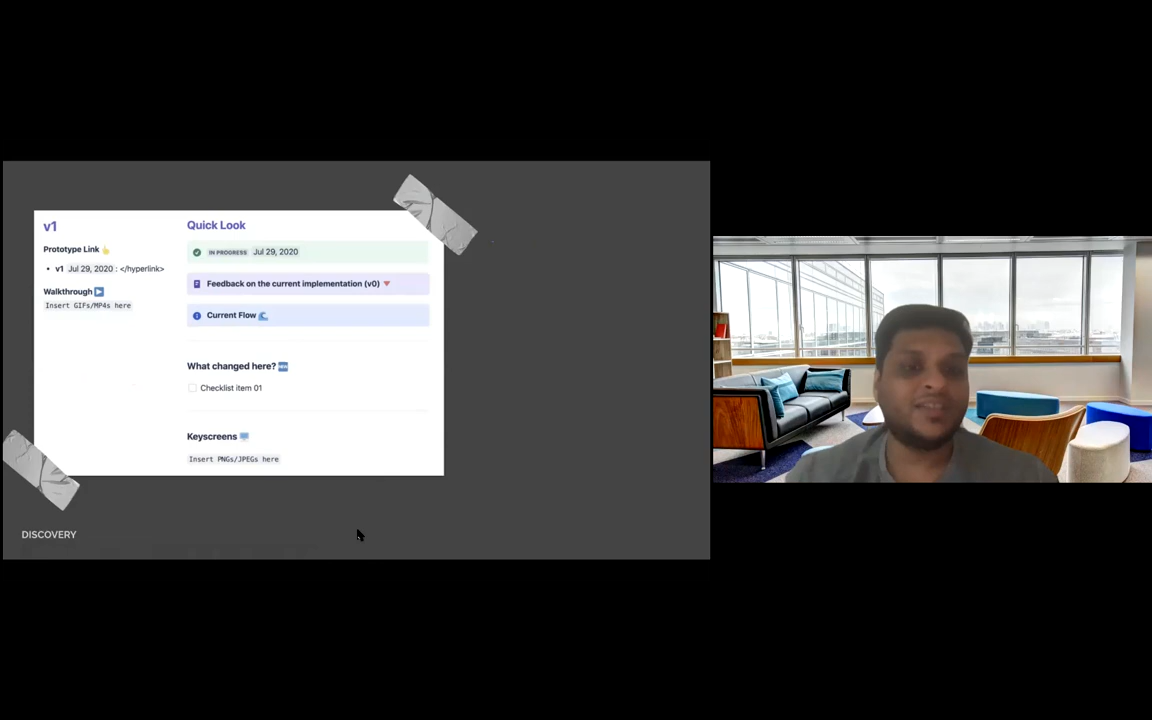 v1
Prototype Link 👆
• v1 Jul 29, 2020 : </hyperlink>
Walkthrough ▶️
Insert GIFs/MP4s here
Quick Look
IN PROGRESS Jul 29, 2020
Feedback on the current implementation (v0) 🔻
Current Flow 🌊
What changed here? 🆕
Checklist item 01
Keyscreens 🖥️
Insert PNGs/JPEGs here
DISCOVERY